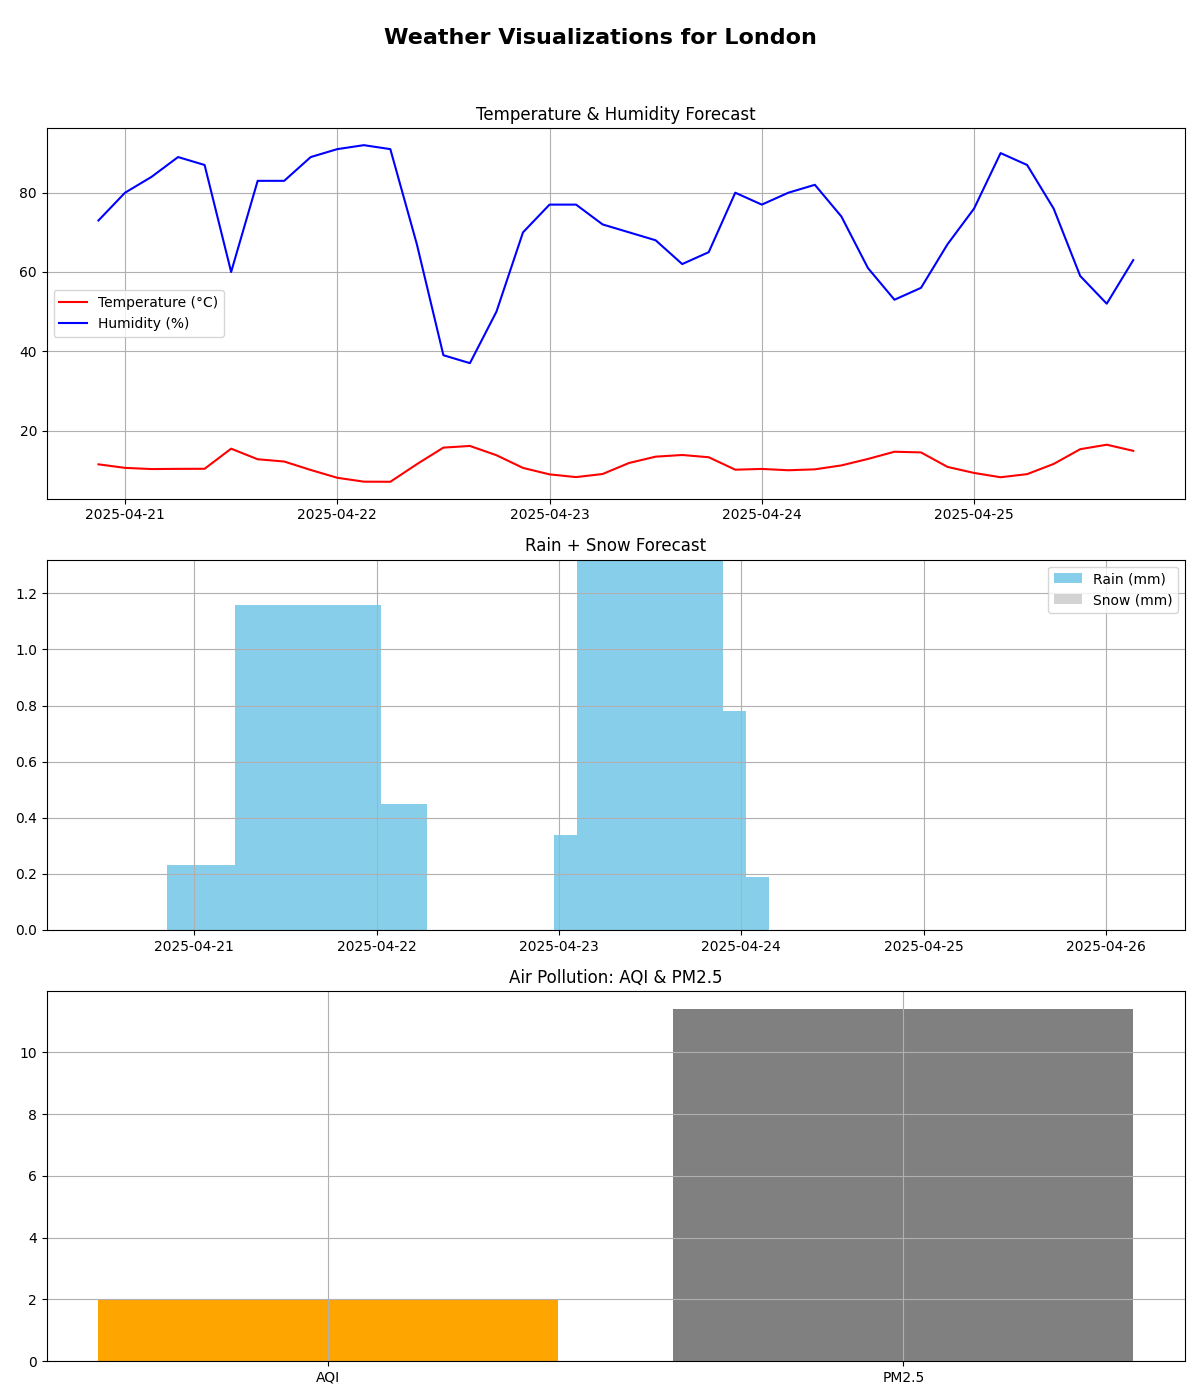 Weather Visualizations for London
Temperature & Humidity Forecast
80
60
40
20
Temperature (°C)
Humidity (%)
2025-04-21 2025-04-22 2025-04-23 2025-04-24 2025-04-25
Rain + Snow Forecast
1.2
1.0
0.8
0.6
0.4
0.2
0.0
Rain (mm)
Snow (mm)
2025-04-21 2025-04-22 2025-04-23 2025-04-24 2025-04-25 2025-04-26
Air Pollution: AQI & PM2.5
10
8
6
4
2
0
AQI PM2.5